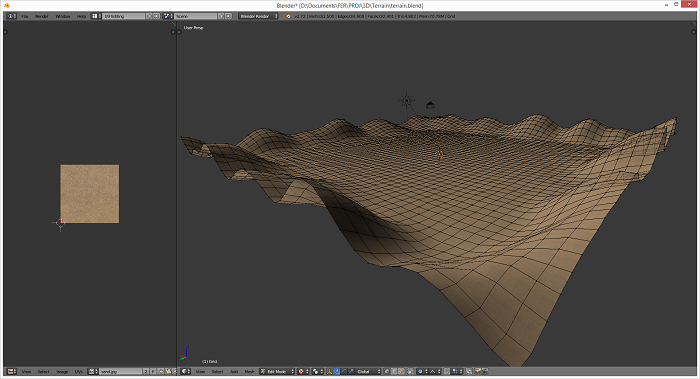 Blender* [D:\Documents\FER\PROJ\3D\Terrain\terrain.blend]
File Render Window Help UV Editing Scene Blender Render
User Persp
(1) Grid
View Select Image UVs sand.jpg 2 F
View Select Add Mesh Edit Mode Global